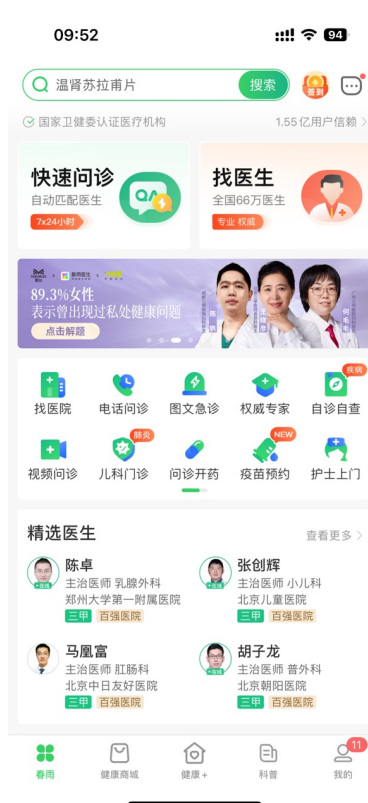 09:52
94
温肾苏拉甫片
搜索
签到
国家卫健委认证医疗机构
1.55亿用户信赖
快速问诊
自动匹配医生
7x24小时
找医生
全国66万医生
专业 权威
春雨医生
89.3%女性
表示曾出现过私处健康问题
点击解题
疾病
找医院
电话问诊
图文急诊
权威专家
自诊自查
肺炎
NEW
视频问诊
儿科门诊
问诊开药
疫苗预约
护士上门
精选医生
查看更多
陈卓
主治医师 乳腺外科
郑州大学第一附属医院
三甲 百强医院
张创辉
主治医师 小儿科
北京儿童医院
三甲 百强医院
马凰富
主治医师 肛肠科
北京中日友好医院
三甲 百强医院
胡子龙
主治医师 普外科
北京朝阳医院
三甲 百强医院
11
春雨
健康商城
健康+
科普
我的